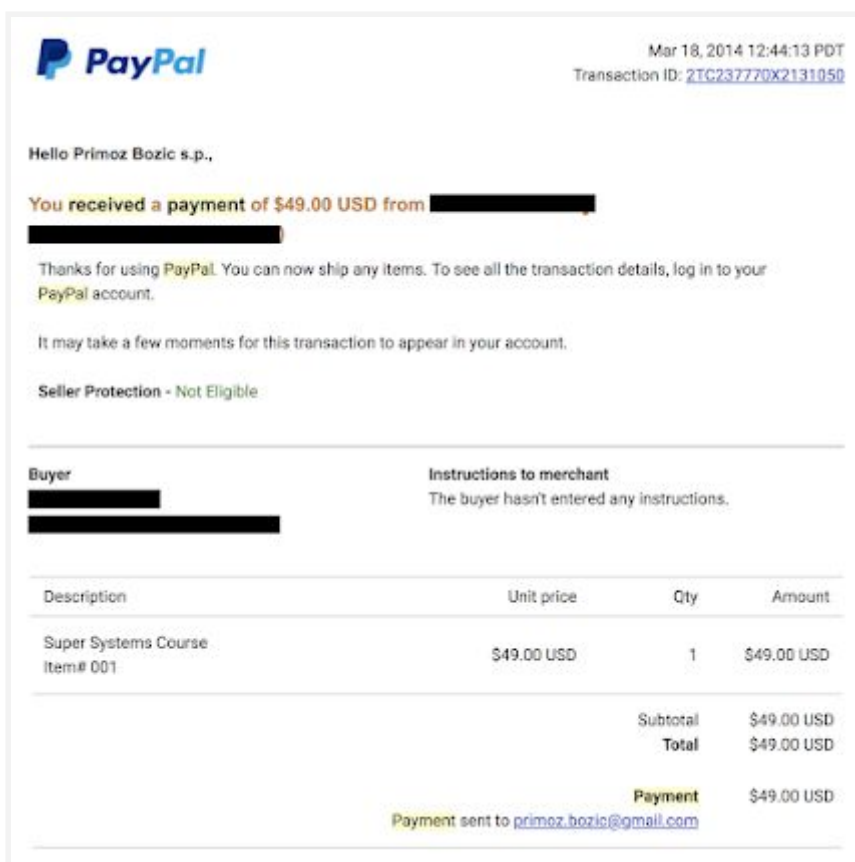 PayPal
Mar 18, 2014 12:44:13 PDT
Transaction ID: 2TC237770X2131050
Hello Primoz Bozic s.p.,
You received a payment of $49.00 USD from
Thanks for using PayPal. You can now ship any items. To see all the transaction details, log in to your
PayPal account.
It may take a few moments for this transaction to appear in your account.
Seller Protection - Not Eligible
Buyer
Instructions to merchant
The buyer hasn't entered any instructions.
Description Unit price Qty Amount
Super Systems Course
Item# 001
$49.00 USD 1 $49.00 USD
Subtotal $49.00 USD
Total $49.00 USD
Payment $49.00 USD
Payment sent to primoz.bozic@gmail.com